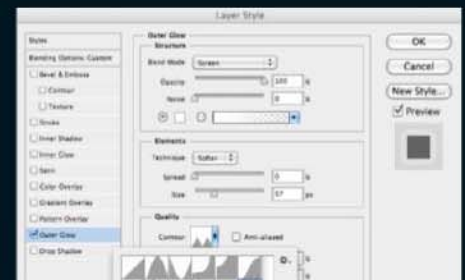 Layer Style
Styles
Blending Options: Custom
Bevel & Emboss
Contour
Texture
Stroke
Inner Shadow
Inner Glow
Satin
Color Overlay
Gradient Overlay
Pattern Overlay
Outer Glow
Drop Shadow
Outer Glow
Structure
Blend Mode: Screen
Opacity: 100 %
Noise: 0 %
Elements
Technique: Softer
Spread: 0 %
Size: 57 px
Quality
Contour: Anti-aliased
OK
Cancel
New Style...
Preview